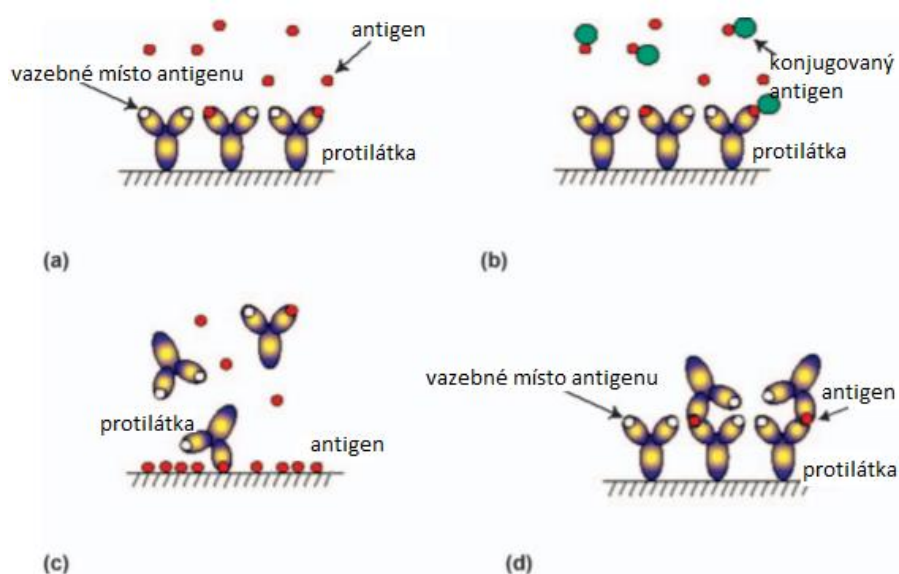 antigen
vazebné místo antigenu
protilátka
(a)
konjugovaný
antigen
protilátka
(b)
protilátka
antigen
(c)
vazebné místo antigenu
antigen
protilátka
(d)